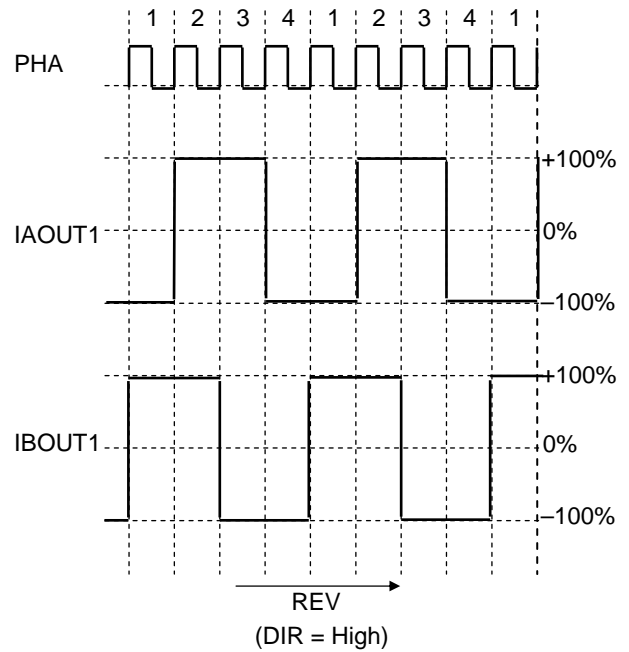 1 2 3 4 1 2 3 4 1
PHA
+100%
IAOUT1
0%
–100%
+100%
IBOUT1
0%
–100%
REV
(DIR = High)